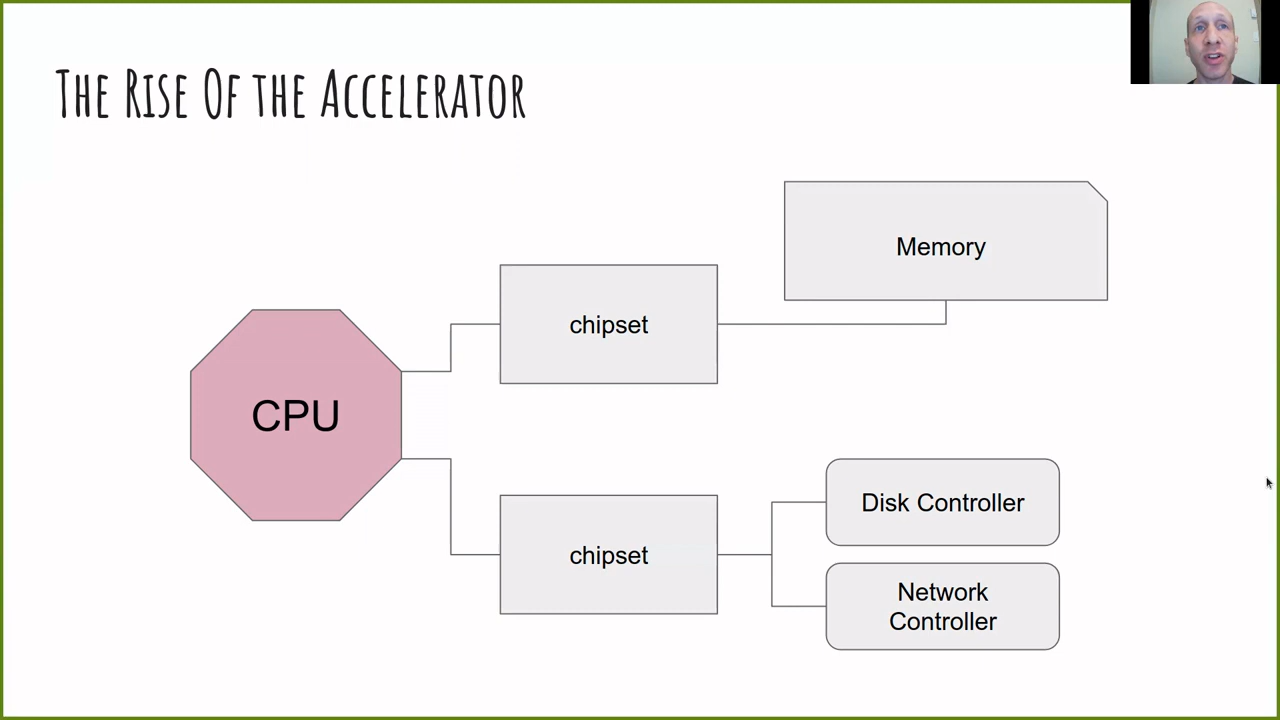 The Rise Of the Accelerator
Memory
chipset
CPU
Disk Controller
chipset
Network
Controller